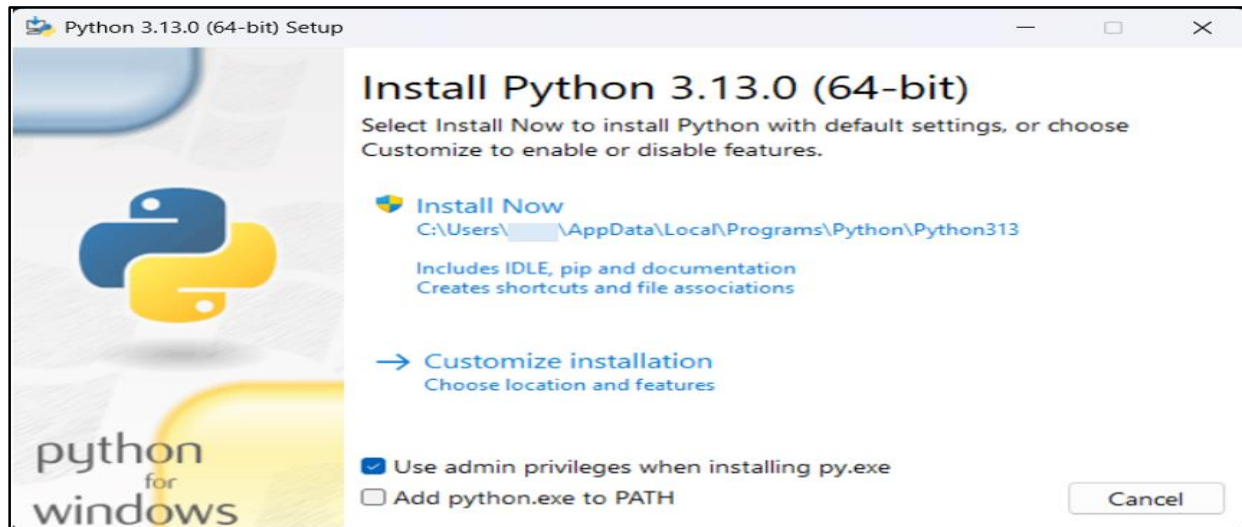 Python 3.13.0 (64-bit) Setup
Install Python 3.13.0 (64-bit)
Select Install Now to install Python with default settings, or choose
Customize to enable or disable features.
Install Now
C:\Users\ \AppData\Local\Programs\Python\Python313
Includes IDLE, pip and documentation
Creates shortcuts and file associations
Customize installation
Choose location and features
python
for
windows
Use admin privileges when installing py.exe
Add python.exe to PATH
Cancel